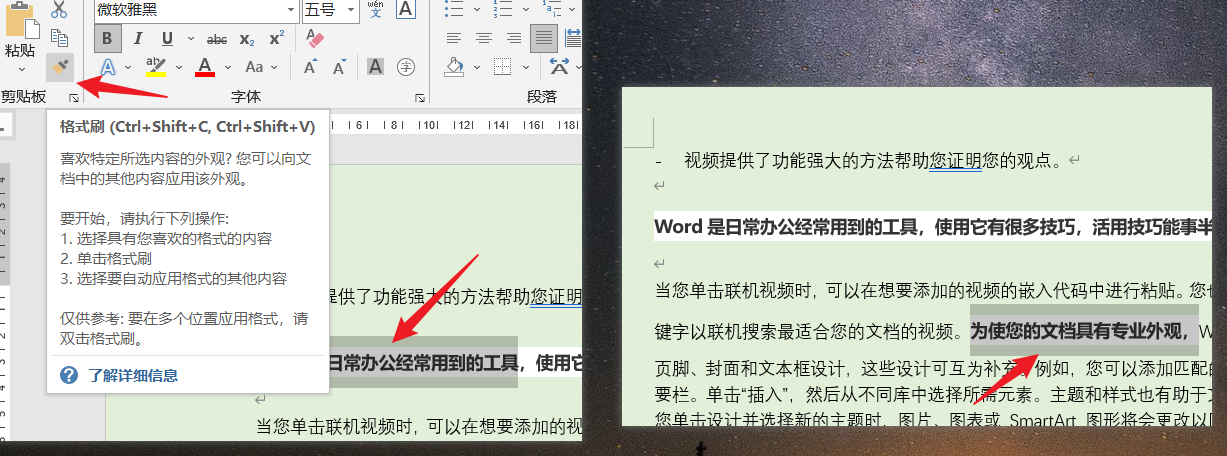 微软雅黑 五号 wén 文 A
粘贴
B I U abc x₂ x² A
A ab A Aa A A A 字
剪贴板 字体 段落
格式刷 (Ctrl+Shift+C, Ctrl+Shift+V)
喜欢特定所选内容的外观? 您可以向文
档中的其他内容应用该外观。
要开始，请执行下列操作:
1. 选择具有您喜欢的格式的内容
2. 单击格式刷
3. 选择要自动应用格式的其他内容
仅供参考: 要在多个位置应用格式，请
双击格式刷。
了解详细信息
6 8 10 12 14 16 18
提供了功能强大的方法帮助您证明
日常办公经常用到的工具，使用它
当您单击联机视频时，可以在想要添加的视
- 视频提供了功能强大的方法帮助您证明您的观点。
Word 是日常办公经常用到的工具，使用它有很多技巧，活用技巧能事半
当您单击联机视频时，可以在想要添加的视频的嵌入代码中进行粘贴。您
键字以联机搜索最适合您的文档的视频。为使您的文档具有专业外观，W
页脚、封面和文本框设计，这些设计可互为补充。例如，您可以添加匹配的
要栏。单击“插入”，然后从不同库中选择所需元素。主题和样式也有助于
您单击设计并选择新的主题时，图片、图表或 SmartArt 图形将会更改以